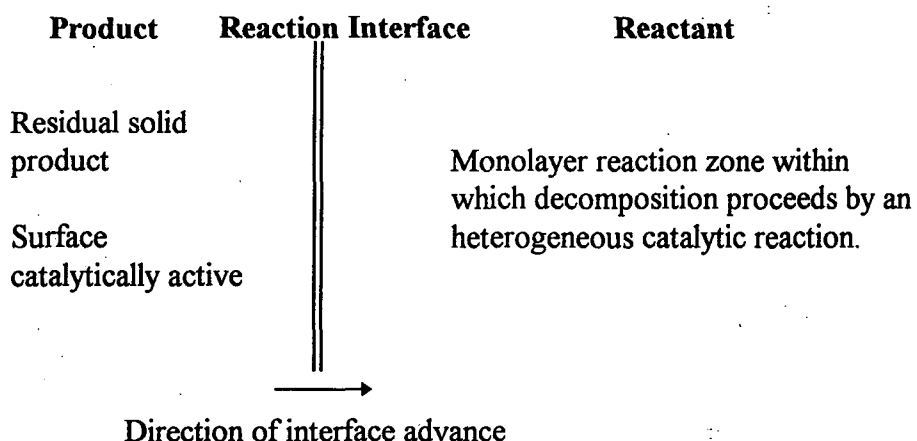 Product Reaction Interface Reactant
Residual solid
product
Surface
catalytically active
Monolayer reaction zone within
which decomposition proceeds by an
heterogeneous catalytic reaction.
Direction of interface advance